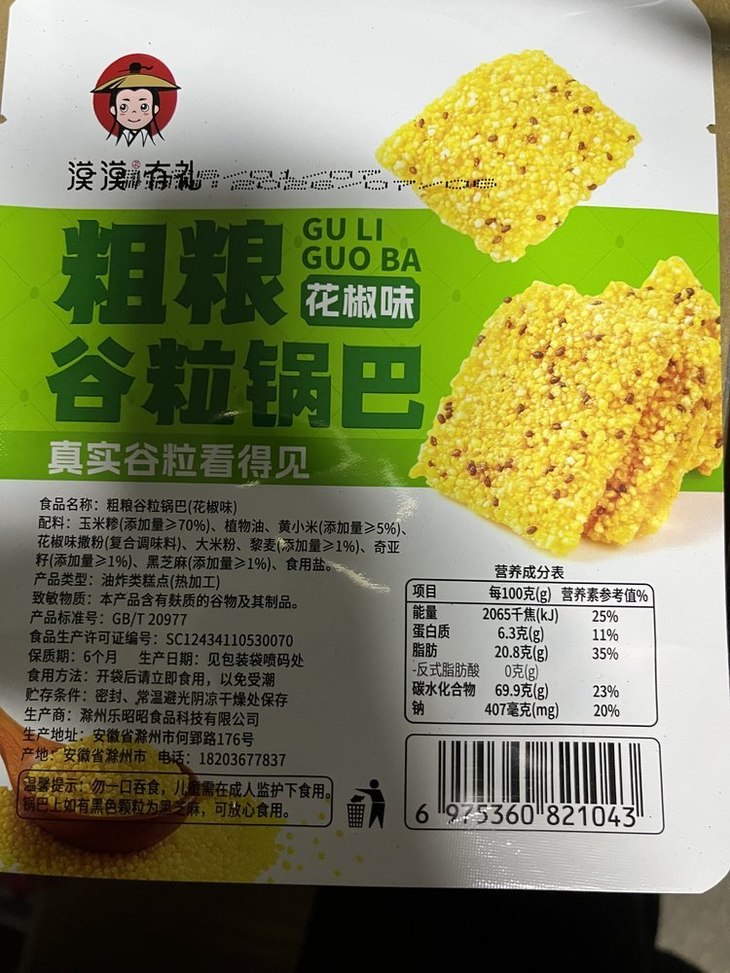 漠漠有礼
粗粮
GU LI
GUO BA
花椒味
谷粒锅巴
真实谷粒看得见
食品名称：粗粮谷粒锅巴(花椒味)
配料：玉米糁(添加量≥70%)、植物油、黄小米(添加量≥5%)、
花椒味撒粉(复合调味料)、大米粉、藜麦(添加量≥1%)、奇亚
籽(添加量≥1%)、黑芝麻(添加量≥1%)、食用盐。
产品类型：油炸类糕点(热加工)
致敏物质：本产品含有麸质的谷物及其制品。
产品标准号：GB/T 20977
食品生产许可证编号：SC12434110530070
保质期：6个月 生产日期：见包装袋喷码处
食用方法：开袋后请立即食用，以免受潮
贮存条件：密封、常温避光阴凉干燥处保存
生产商：滁州乐昭昭食品科技有限公司
生产地址：安徽省滁州市何郢路176号
产地：安徽省滁州市 电话：18203677837
温馨提示：勿一口吞食，儿童需在成人监护下食用。
锅巴上如有黑色颗粒为黑芝麻，可放心食用。
营养成分表
项目 每100克(g) 营养素参考值%
能量 2065千焦(kJ) 25%
蛋白质 6.3克(g) 11%
脂肪 20.8克(g) 35%
-反式脂肪酸 0克(g)
碳水化合物 69.9克(g) 23%
钠 407毫克(mg) 20%
6 975360 821043